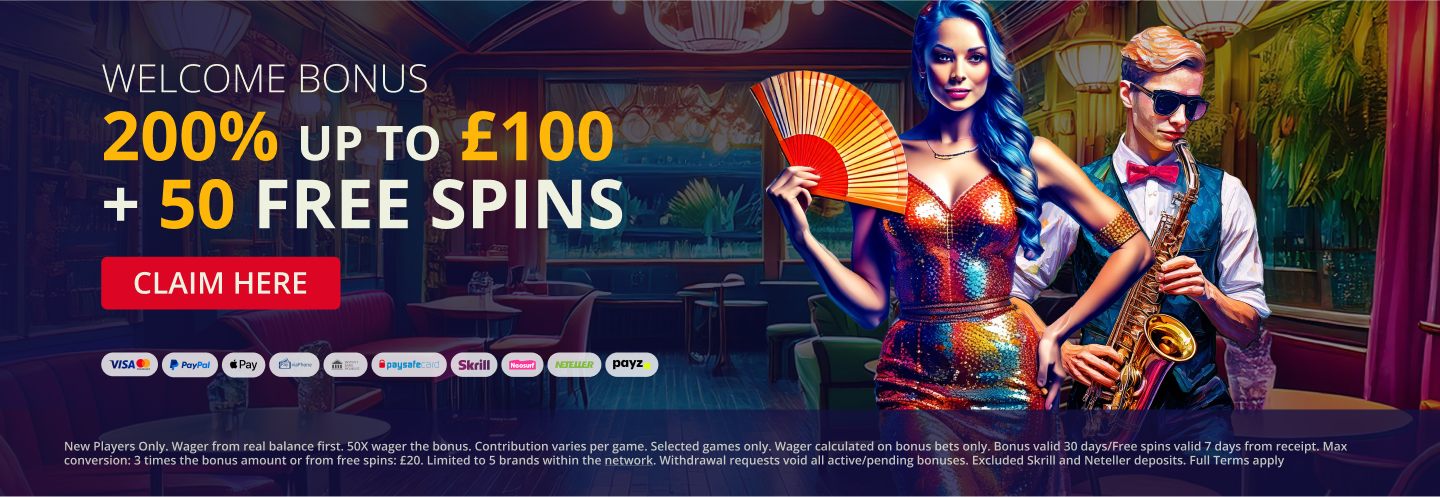 WELCOME BONUS
200% UP TO £100
+ 50 FREE SPINS
CLAIM HERE
VISA PayPal Pay viaPhone paysafecard Skrill Neosurf NETELLER payz
New Players Only. Wager from real balance first. 50X wager the bonus. Contribution varies per game. Selected games only. Wager calculated on bonus bets only. Bonus valid 30 days/Free spins valid 7 days from receipt. Max
conversion: 3 times the bonus amount or from free spins: £20. Limited to 5 brands within the network. Withdrawal requests void all active/pending bonuses. Excluded Skrill and Neteller deposits. Full Terms apply